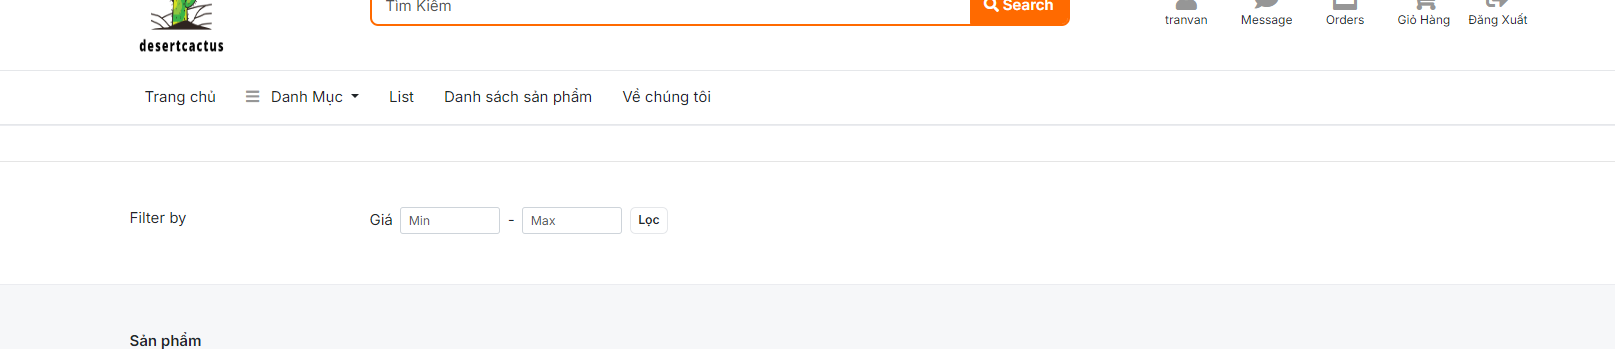 desertcactus
Tìm Kiếm
Search
tranvan
Message
Orders
Giỏ Hàng
Đăng Xuất
Trang chủ
Danh Mục
List
Danh sách sản phẩm
Về chúng tôi
Filter by
Giá
Min
-
Max
Lọc
Sản phẩm